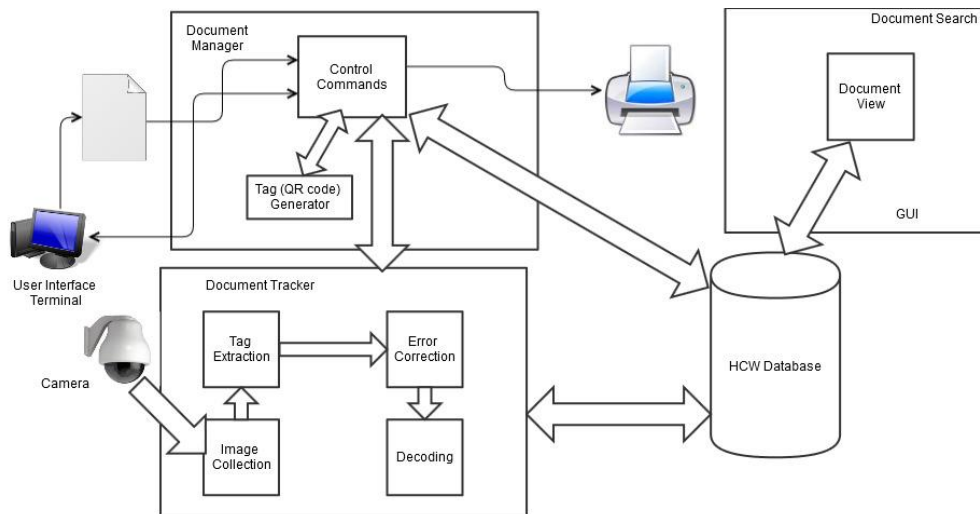 Document
Manager
Control
Commands
Tag (QR code)
Generator
Document Search
Document
View
GUI
User Interface
Terminal
Document Tracker
Camera
Tag
Extraction
Error
Correction
Image
Collection
Decoding
HCW Database